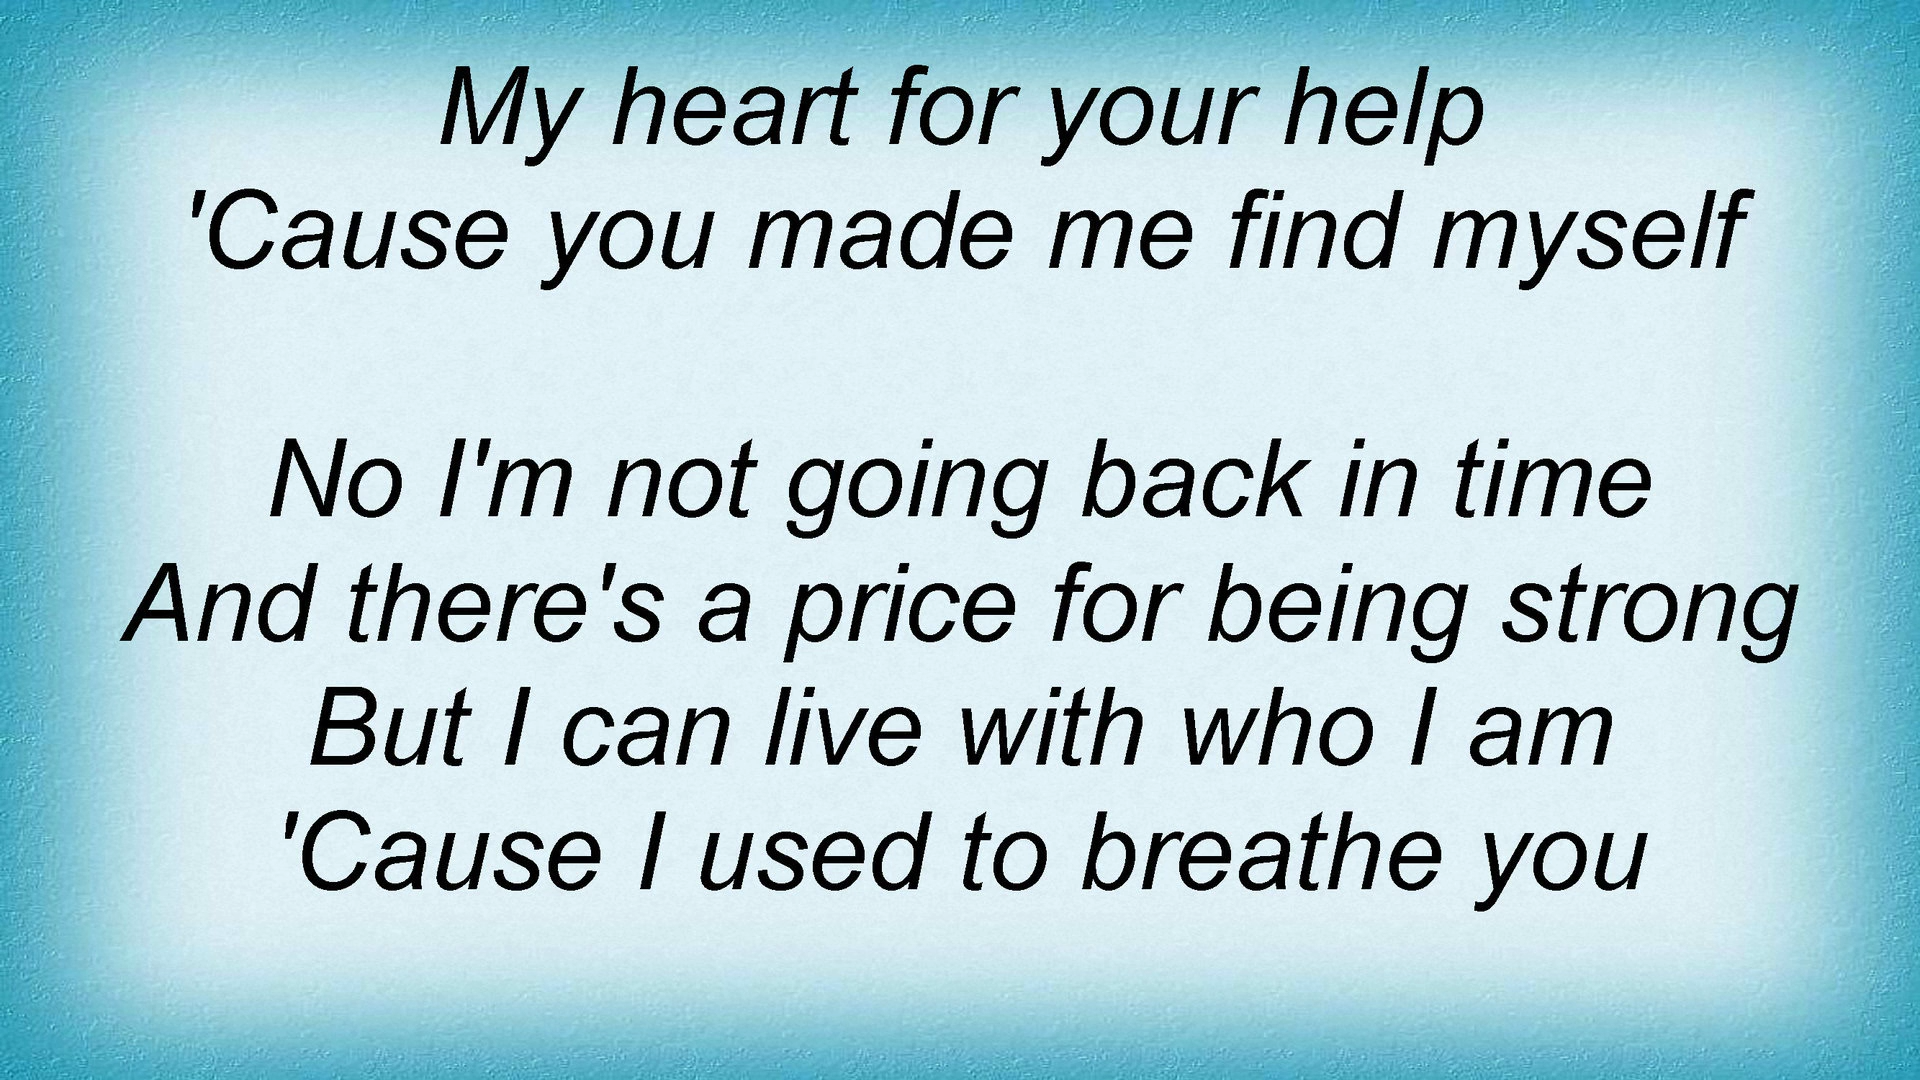 My heart for your help
'Cause you made me find myself
No I'm not going back in time
And there's a price for being strong
But I can live with who I am
'Cause I used to breathe you